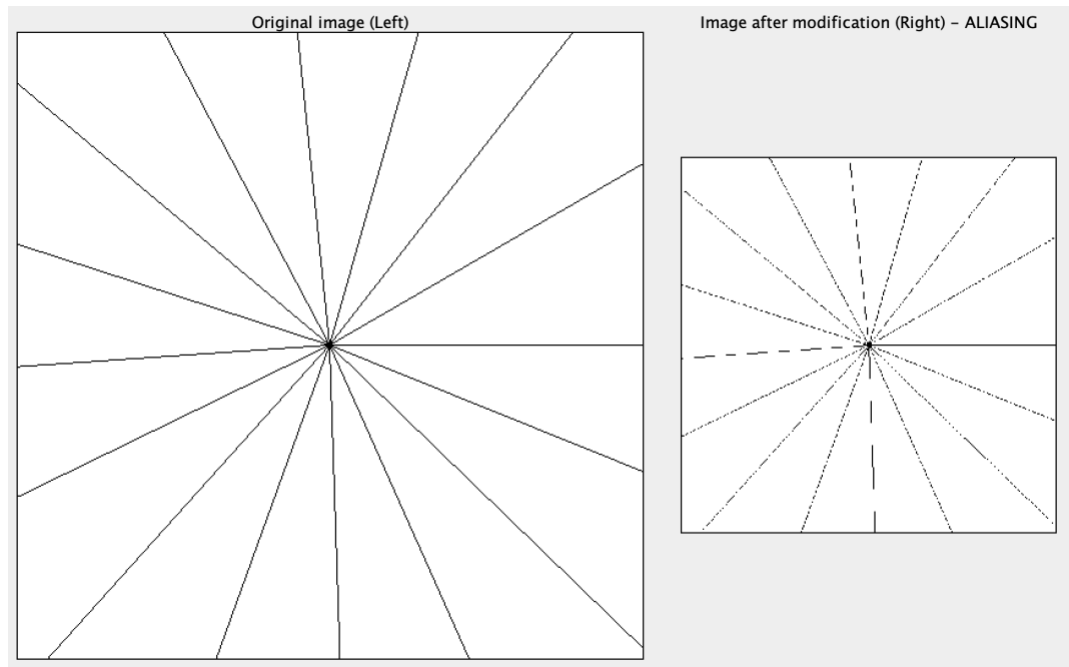 Original image (Left)
Image after modification (Right) – ALIASING